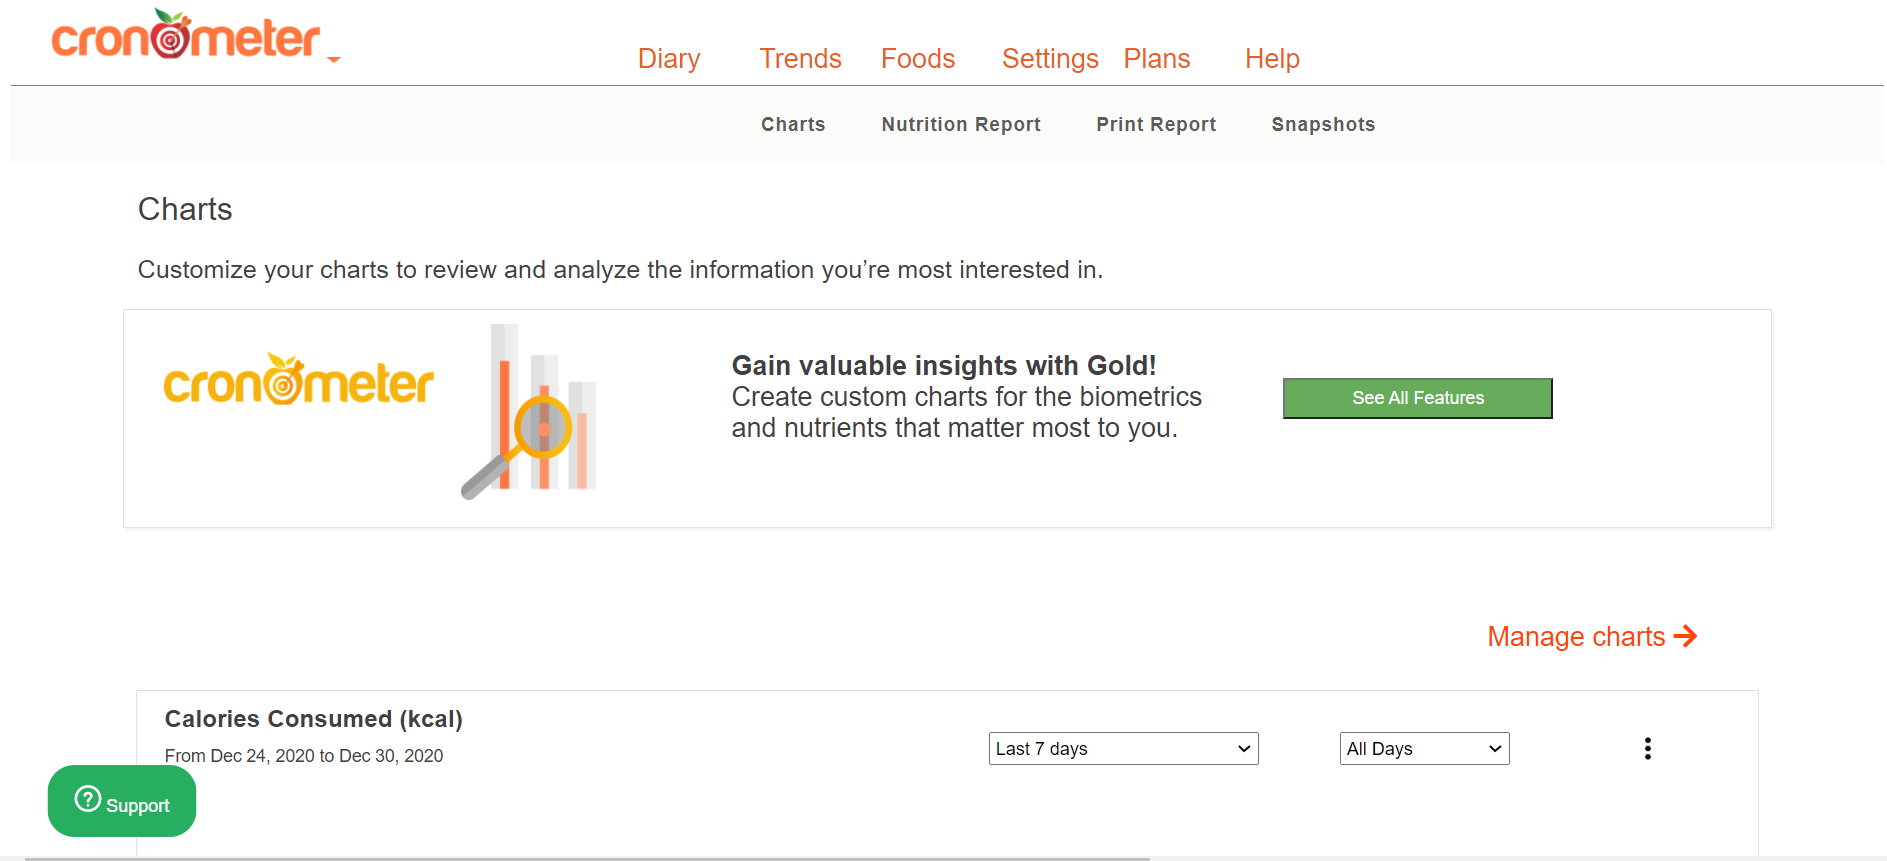 cronometer
Diary Trends Foods Settings Plans Help
Charts Nutrition Report Print Report Snapshots
Charts
Customize your charts to review and analyze the information you’re most interested in.
cronometer
Gain valuable insights with Gold!
Create custom charts for the biometrics
and nutrients that matter most to you.
See All Features
Manage charts
Calories Consumed (kcal)
From Dec 24, 2020 to Dec 30, 2020
Last 7 days
All Days
? Support